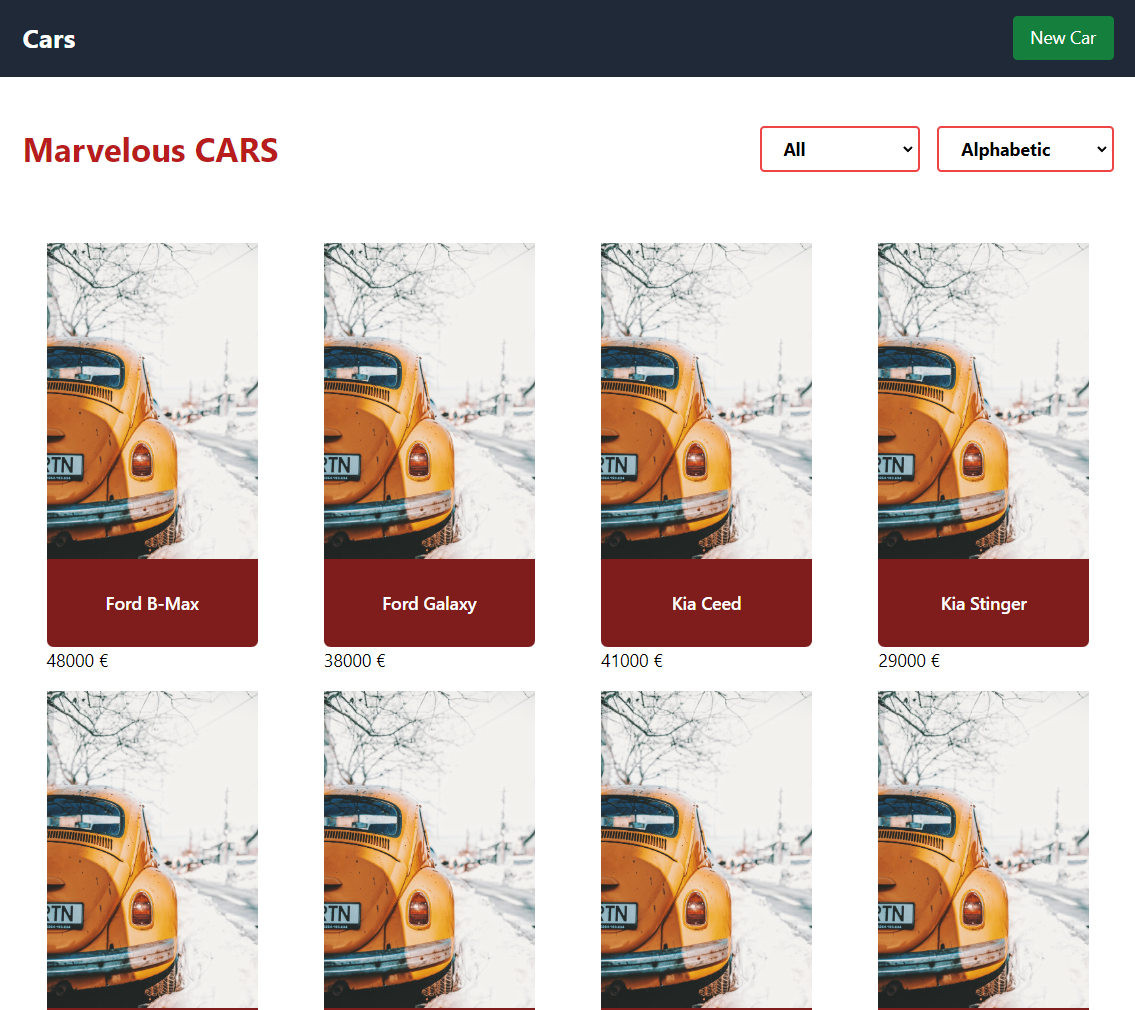 Cars
New Car
Marvelous CARS
All
Alphabetic
RTN
RTN
RTN
RTN
Ford B-Max
Ford Galaxy
Kia Ceed
Kia Stinger
48000 €
38000 €
41000 €
29000 €
RTN
RTN
RTN
RTN